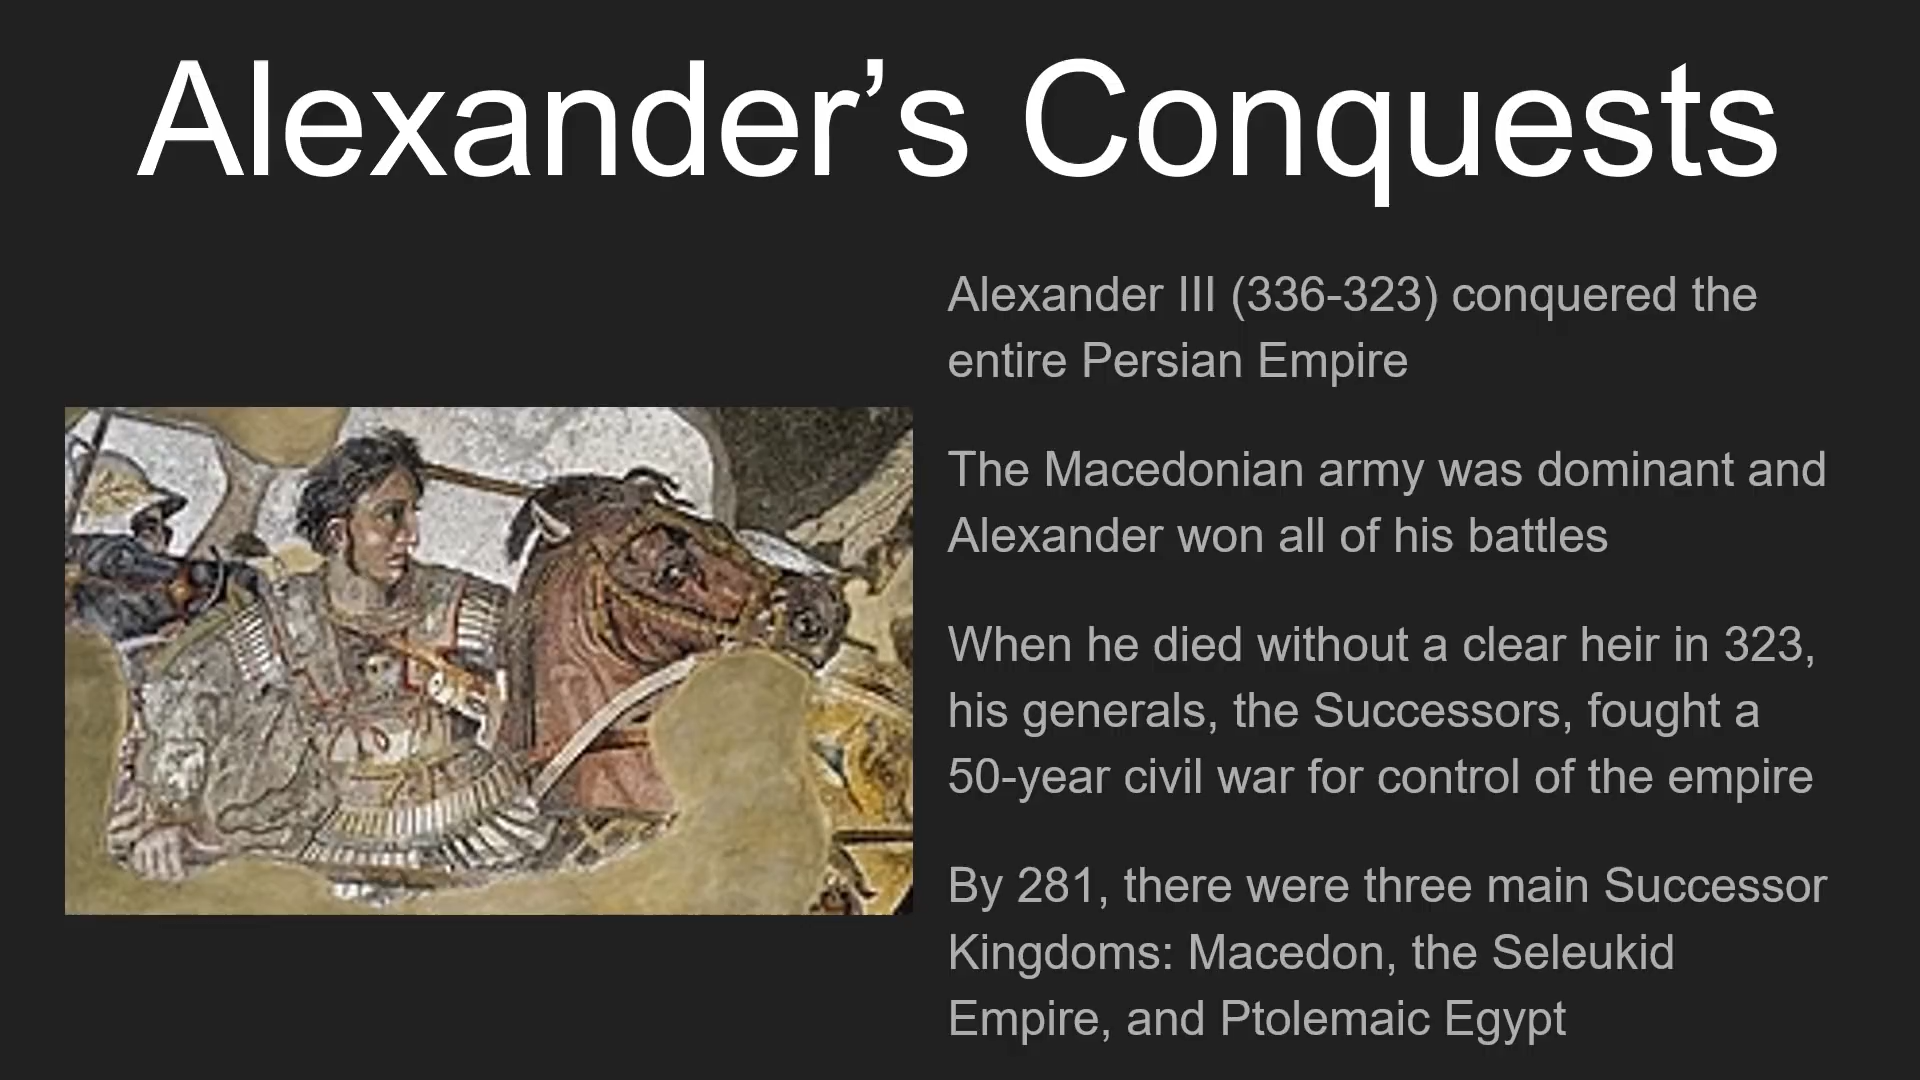 Alexander’s Conquests
Alexander III (336-323) conquered the
entire Persian Empire
The Macedonian army was dominant and
Alexander won all of his battles
When he died without a clear heir in 323,
his generals, the Successors, fought a
50-year civil war for control of the empire
By 281, there were three main Successor
Kingdoms: Macedon, the Seleukid
Empire, and Ptolemaic Egypt